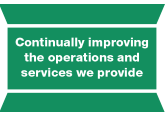 Continually improving
the operations and
services we provide